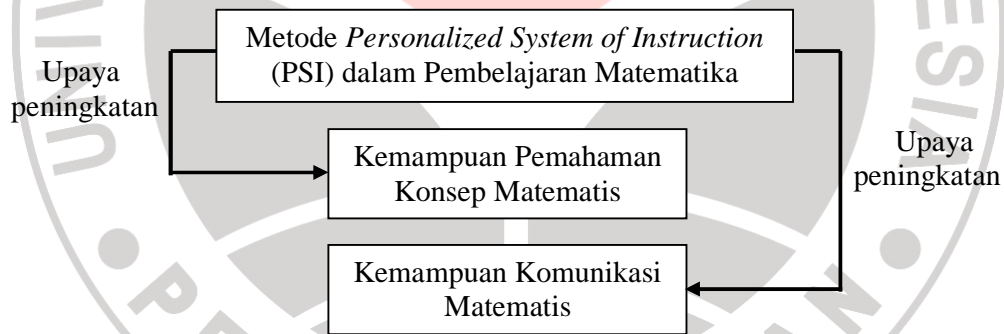 Metode Personalized System of Instruction
(PSI) dalam Pembelajaran Matematika
Upaya
peningkatan
Kemampuan Pemahaman
Konsep Matematis
Upaya
peningkatan
Kemampuan Komunikasi
Matematis